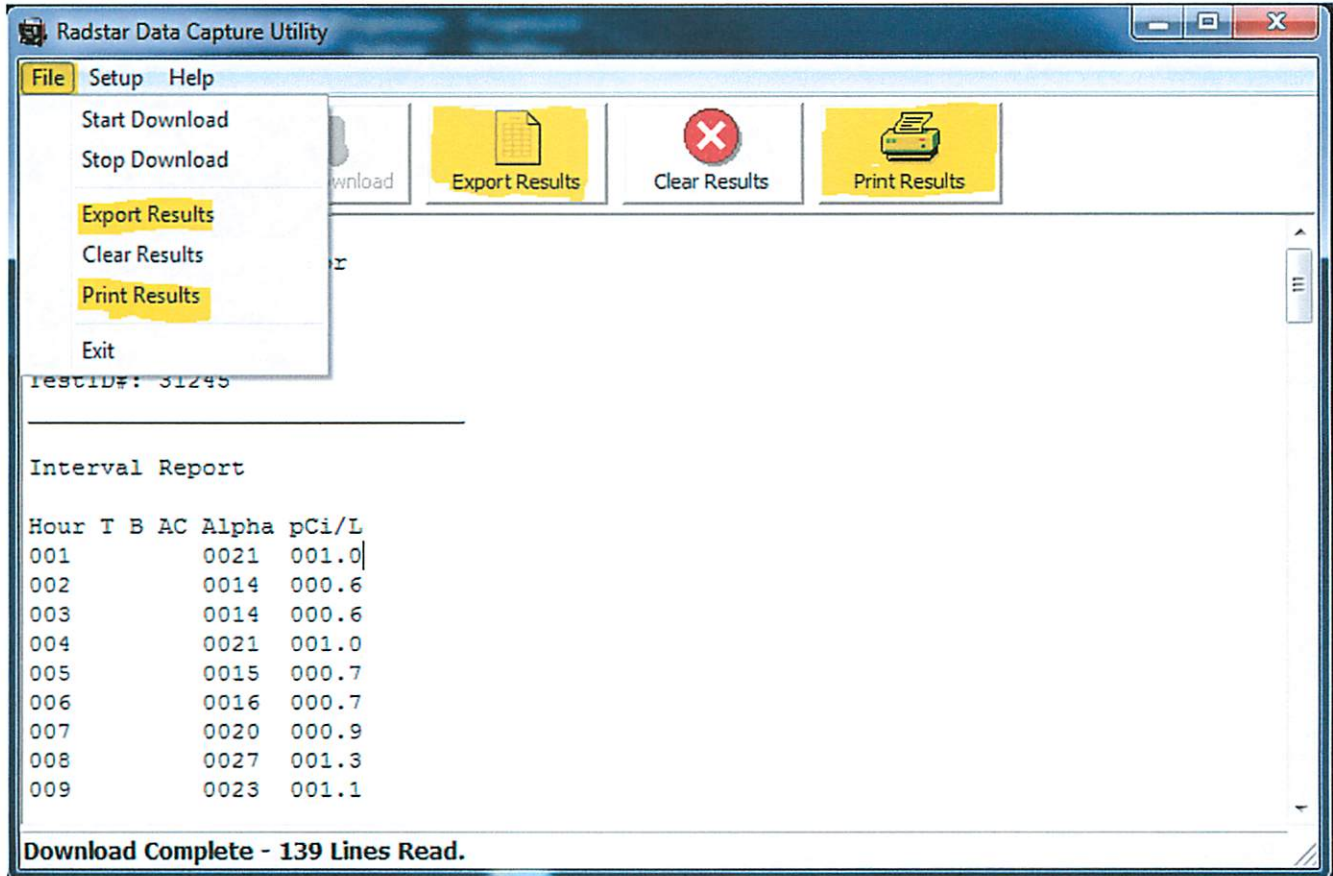 Radstar Data Capture Utility
File Setup Help
Start Download
Stop Download
Export Results
Clear Results
Print Results
Exit
Export Results
Clear Results
Print Results
TestID#: 31245
Interval Report
Hour T B AC Alpha pCi/L
001 0021 001.0
002 0014 000.6
003 0014 000.6
004 0021 001.0
005 0015 000.7
006 0016 000.7
007 0020 000.9
008 0027 001.3
009 0023 001.1
Download Complete - 139 Lines Read.